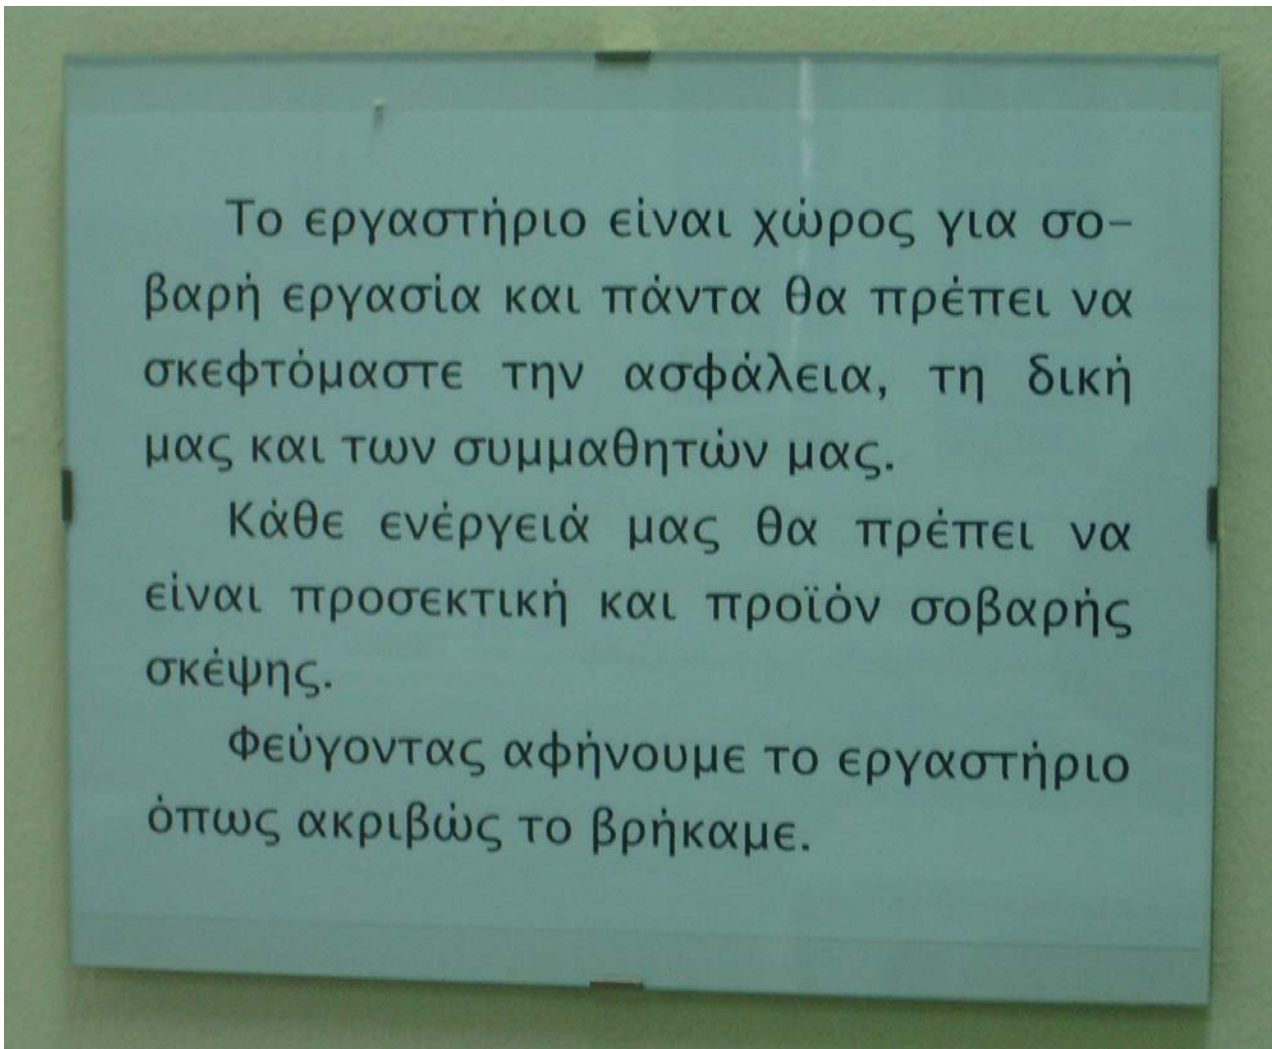 Το εργαστήριο είναι χώρος για σο-
βαρή εργασία και πάντα θα πρέπει να
σκεφτόμαστε την ασφάλεια, τη δική
μας και των συμμαθητών μας.
Κάθε ενέργειά μας θα πρέπει να
είναι προσεκτική και προϊόν σοβαρής
σκέψης.
Φεύγοντας αφήνουμε το εργαστήριο
όπως ακριβώς το βρήκαμε.